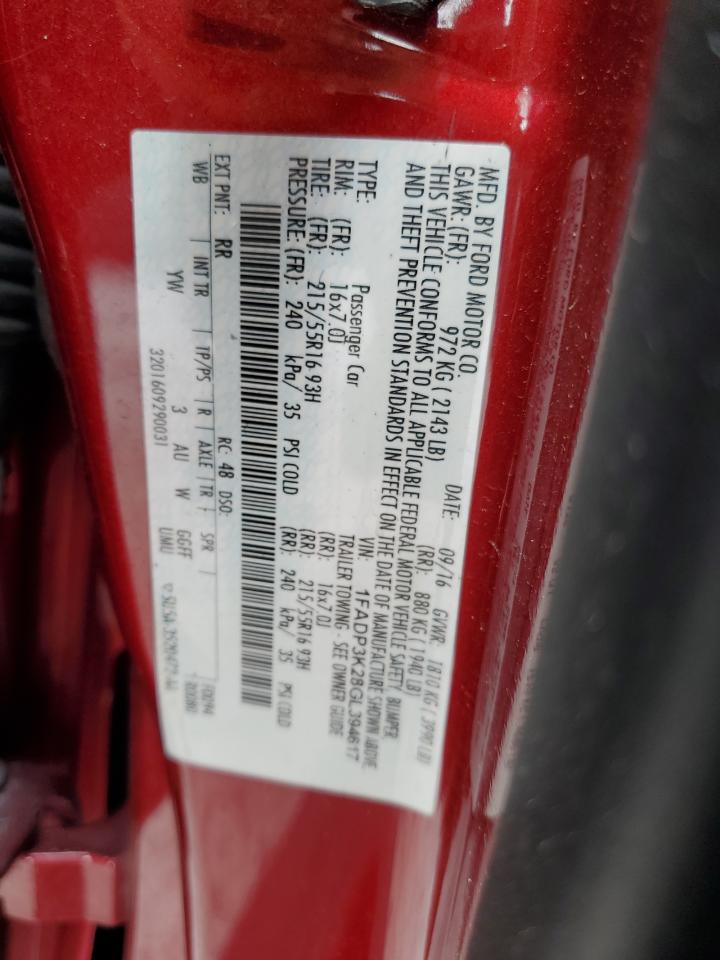 MFD. BY FORD MOTOR CO. DATE: 09/16 GVWR: 1810 KG ( 3990 LB)
GAWR: (FR): 972 KG ( 2143 LB) (RR): 880 KG ( 1940 LB)
THIS VEHICLE CONFORMS TO ALL APPLICABLE FEDERAL MOTOR VEHICLE SAFETY, BUMPER
AND THEFT PREVENTION STANDARDS IN EFFECT ON THE DATE OF MANUFACTURE SHOWN ABOVE.
VIN: 1FADP3K28GL394617
TYPE: Passenger Car TRAILER TOWING - SEE OWNER GUIDE
RIM: (FR): 16x7.0J (RR): 16x7.0J
TIRE: (FR): 215/55R16 93H (RR): 215/55R16 93H
PRESSURE: (FR): 240 kPa/ 35 PSI COLD (RR): 240 kPa/ 35 PSI COLD
EXT PNT: RR RC: 48 DSO:
WB INT TR TP/PS R AXLE TR SPR
YW 3 AU W GGFF
3201609290031 UMU